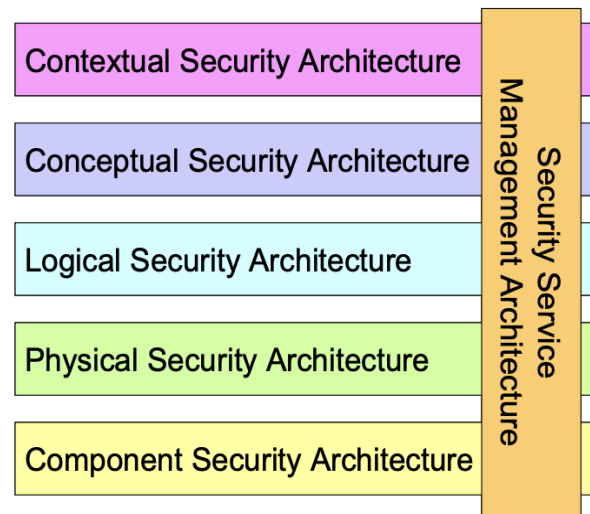 Contextual Security Architecture
Conceptual Security Architecture
Logical Security Architecture
Physical Security Architecture
Component Security Architecture
Security Service
Management Architecture